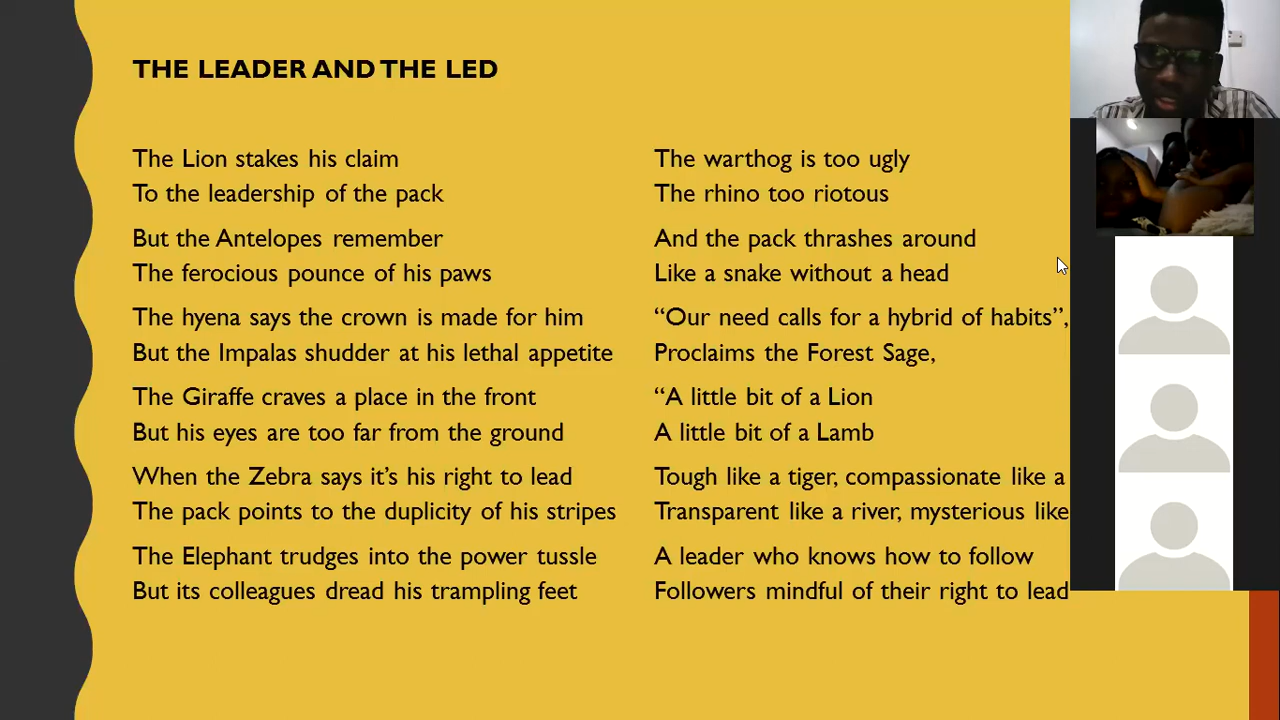 THE LEADER AND THE LED
The Lion stakes his claim
To the leadership of the pack
But the Antelopes remember
The ferocious pounce of his paws
The hyena says the crown is made for him
But the Impalas shudder at his lethal appetite
The Giraffe craves a place in the front
But his eyes are too far from the ground
When the Zebra says it’s his right to lead
The pack points to the duplicity of his stripes
The Elephant trudges into the power tussle
But its colleagues dread his trampling feet
The warthog is too ugly
The rhino too riotous
And the pack thrashes around
Like a snake without a head
“Our need calls for a hybrid of habits”,
Proclaims the Forest Sage,
“A little bit of a Lion
A little bit of a Lamb
Tough like a tiger, compassionate like a
Transparent like a river, mysterious like
A leader who knows how to follow
Followers mindful of their right to lead